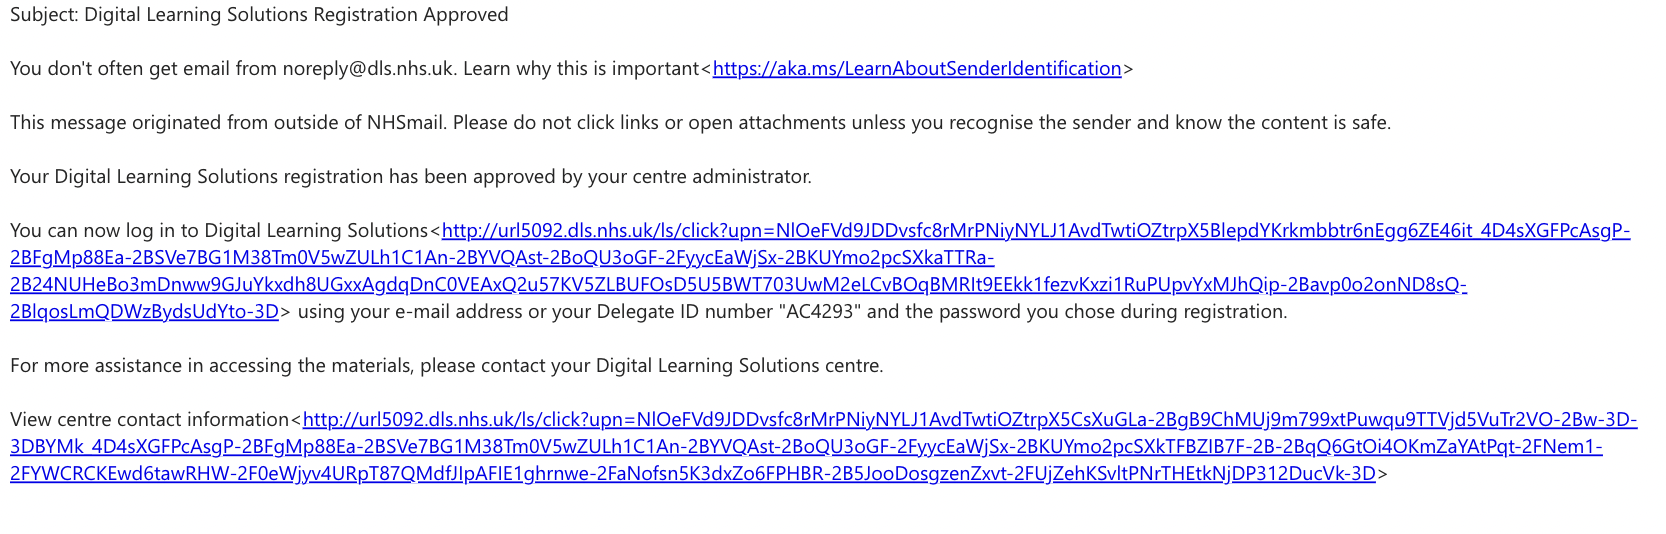 Subject: Digital Learning Solutions Registration Approved
You don't often get email from noreply@dls.nhs.uk. Learn why this is important<https://aka.ms/LearnAboutSenderIdentification>
This message originated from outside of NHSmail. Please do not click links or open attachments unless you recognise the sender and know the content is safe.
Your Digital Learning Solutions registration has been approved by your centre administrator.
You can now log in to Digital Learning Solutions<http://url5092.dls.nhs.uk/ls/click?upn=NlOeFVd9JDDvsfc8rMrPNiyNYLJ1AvdTwtiOZtrpX5BlepdYKrkmbbtr6nEgg6ZE46it_4D4sXGFPcAsgP-
2BFgMp88Ea-2BSVe7BG1M38Tm0V5wZULh1C1An-2BYVQAst-2BoQU3oGF-2FyycEaWjSx-2BKUYmo2pcSXkaTTRa-
2B24NUHeBo3mDnww9GJuYkxdh8UGxxAgdqDnC0VEAxQ2u57KV5ZLBUFOsD5U5BWT703UwM2eLCvBOqBMRIt9EEkk1fezvKxzi1RuPUpvYxMJhQip-2Bavp0o2onND8sQ-
2BlqosLmQDWzBydsUdYto-3D> using your e-mail address or your Delegate ID number "AC4293" and the password you chose during registration.
For more assistance in accessing the materials, please contact your Digital Learning Solutions centre.
View centre contact information<http://url5092.dls.nhs.uk/ls/click?upn=NlOeFVd9JDDvsfc8rMrPNiyNYLJ1AvdTwtiOZtrpX5CsXuGLa-2BgB9ChMUj9m799xtPuwqu9TTVjd5VuTr2VO-2Bw-3D-
3DBYMk_4D4sXGFPcAsgP-2BFgMp88Ea-2BSVe7BG1M38Tm0V5wZULh1C1An-2BYVQAst-2BoQU3oGF-2FyycEaWjSx-2BKUYmo2pcSXkTFBZIB7F-2B-2BqQ6GtOi4OKmZaYAtPqt-2FNem1-
2FYWCRCKEwd6tawRHW-2F0eWjyv4URpT87QMdfJIpAFIE1ghrnwe-2FaNofsn5K3dxZo6FPHBR-2B5JooDosgzenZxvt-2FUjZehKSvltPNrTHEtkNjDP312DucVk-3D>